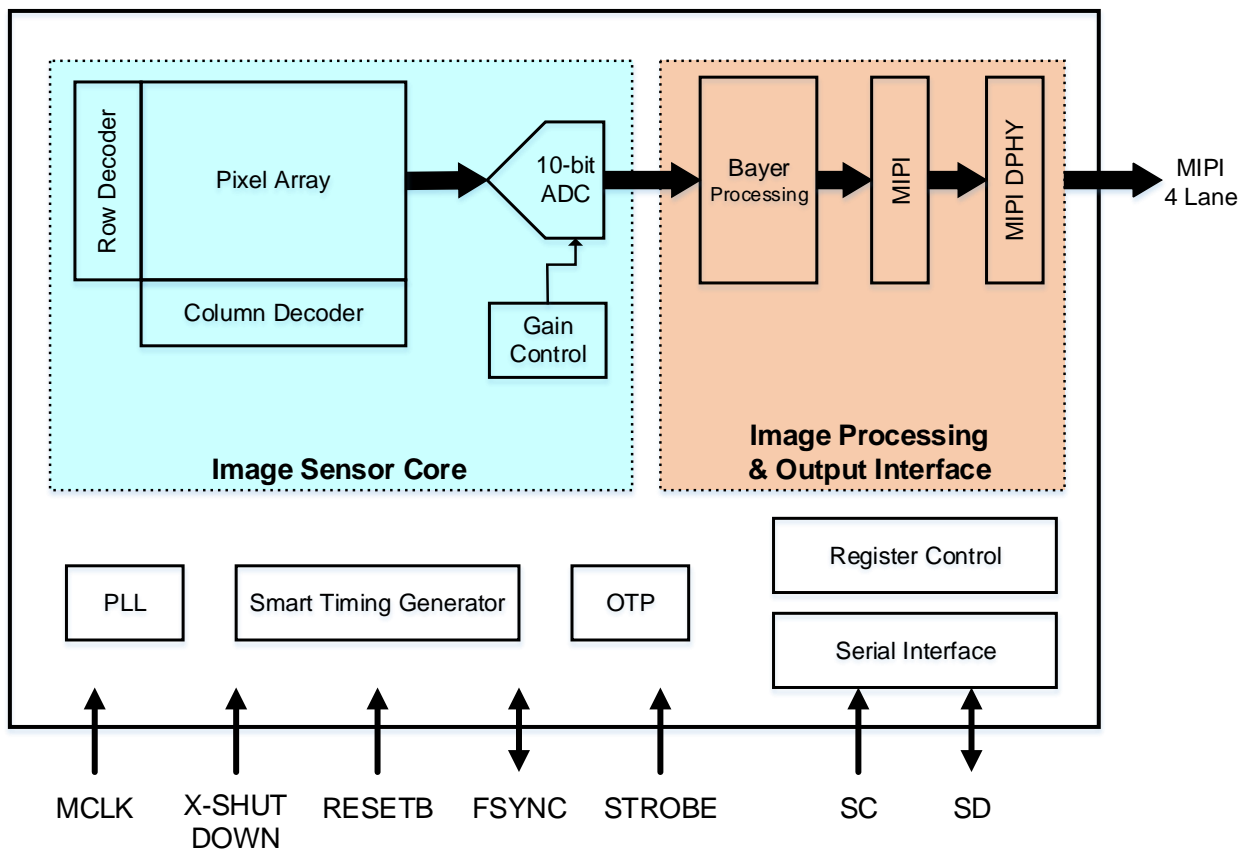 Row Decoder
Pixel Array
Column Decoder
10-bit
ADC
Gain
Control
Image Sensor Core
Bayer
Processing
MIPI
MIPI DPHY
Image Processing
& Output Interface
MIPI
4 Lane
PLL
Smart Timing Generator
OTP
Register Control
Serial Interface
MCLK
X-SHUT
DOWN
RESETB
FSYNC
STROBE
SC
SD